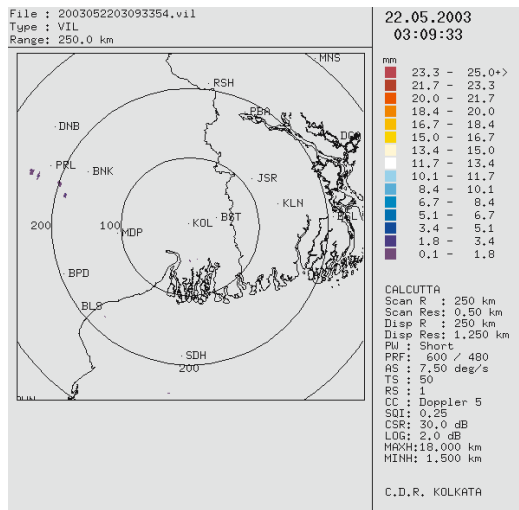 File : 2003052203093354.vil
Type : VIL
Range: 250.0 km
22.05.2003
03:09:33
MNS
RSH
PBA
DNB
PRL
BNK
JSR
KLN
200
100
MDP
KOL
BST
BPD
BLS
SDH
200
mm
23.3 - 25.0+>
21.7 - 23.3
20.0 - 21.7
18.4 - 20.0
16.7 - 18.4
15.0 - 16.7
13.4 - 15.0
11.7 - 13.4
10.1 - 11.7
8.4 - 10.1
6.7 - 8.4
5.1 - 6.7
3.4 - 5.1
1.8 - 3.4
0.1 - 1.8
CALCUTTA
Scan R : 250 km
Scan Res: 0.50 km
Disp R : 250 km
Disp Res: 1.250 km
PW : Short
PRF: 600 / 480
AS : 7.50 deg/s
TS : 50
RS : 1
CC : Doppler 5
SQI: 0.25
CSR: 30.0 dB
LOG: 2.0 dB
MAXH:18.000 km
MINH: 1.500 km
C.D.R. KOLKATA